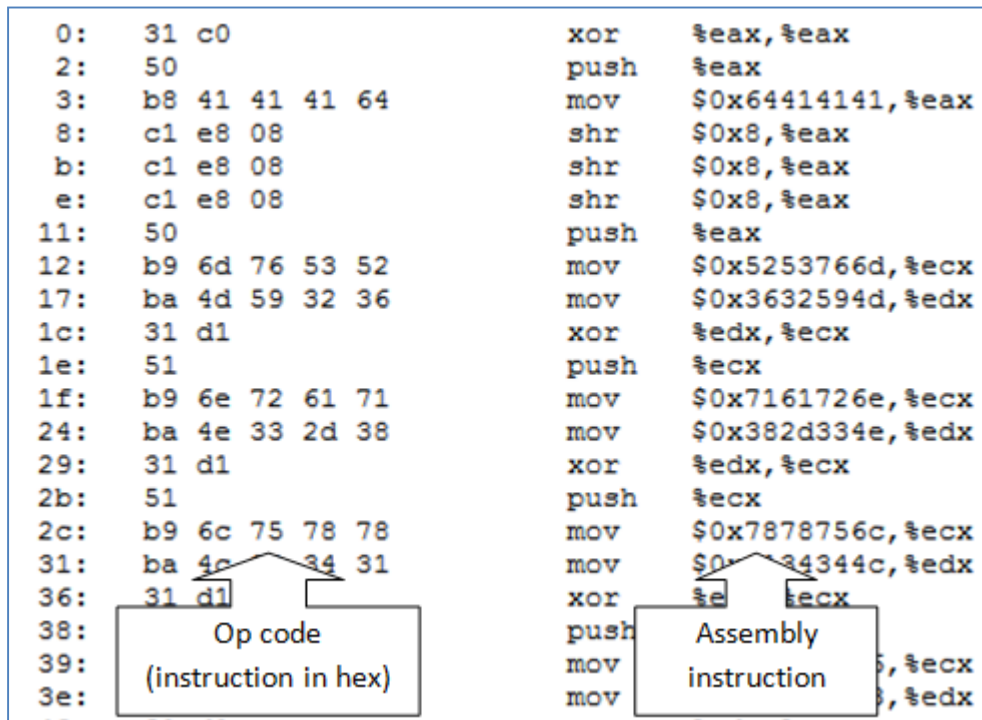 0: 31 c0 xor %eax,%eax
2: 50 push %eax
3: b8 41 41 41 64 mov $0x64414141,%eax
8: c1 e8 08 shr $0x8,%eax
b: c1 e8 08 shr $0x8,%eax
e: c1 e8 08 shr $0x8,%eax
11: 50 push %eax
12: b9 6d 76 53 52 mov $0x5253766d,%ecx
17: ba 4d 59 32 36 mov $0x3632594d,%edx
1c: 31 d1 xor %edx,%ecx
1e: 51 push %ecx
1f: b9 6e 72 61 71 mov $0x7161726e,%ecx
24: ba 4e 33 2d 38 mov $0x382d334e,%edx
29: 31 d1 xor %edx,%ecx
2b: 51 push %ecx
2c: b9 6c 75 78 78 mov $0x7878756c,%ecx
31: ba 4c 34 31 mov 34344c,%edx
36: 31 d1 xor %e %ecx
38: push
39: mov ,%ecx
3e: mov ,%edx
Op code
(instruction in hex)
Assembly
instruction